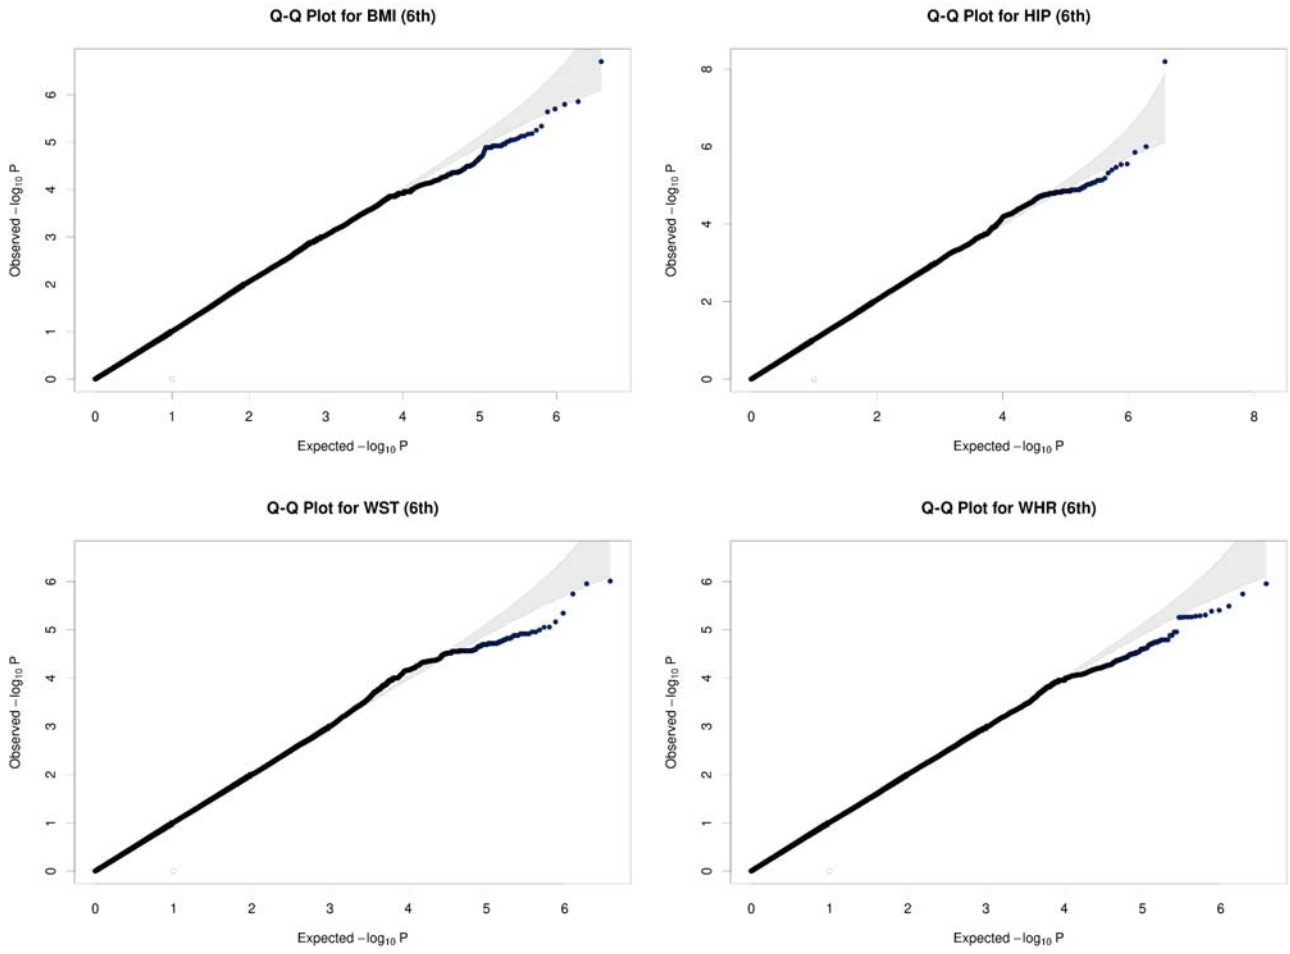 Q-Q Plot for BMI (6th)
Observed −log10 P
0 1 2 3 4 5 6
0 1 2 3 4 5 6
Expected −log10 P
Q-Q Plot for HIP (6th)
Observed −log10 P
0 2 4 6 8
0 2 4 6 8
Expected −log10 P
Q-Q Plot for WST (6th)
Observed −log10 P
0 1 2 3 4 5 6
0 1 2 3 4 5 6
Expected −log10 P
Q-Q Plot for WHR (6th)
Observed −log10 P
0 1 2 3 4 5 6
0 1 2 3 4 5 6
Expected −log10 P